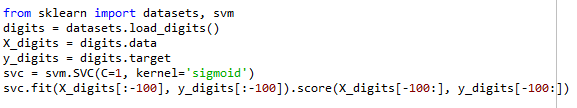 from sklearn import datasets, svm
digits = datasets.load_digits()
X_digits = digits.data
y_digits = digits.target
svc = svm.SVC(C=1, kernel='sigmoid')
svc.fit(X_digits[:-100], y_digits[:-100]).score(X_digits[-100:], y_digits[-100:])